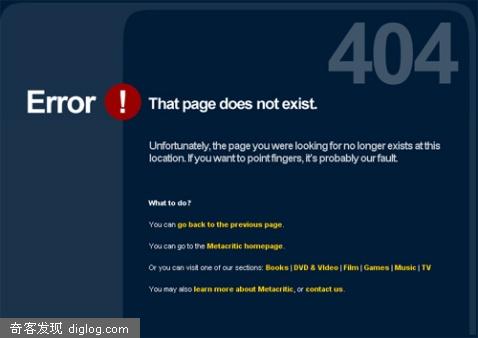 404
Error ! That page does not exist.
Unfortunately, the page you were looking for no longer exists at this
location. If you want to point fingers, it's probably our fault.
What to do?
You can go back to the previous page.
You can go to the Metacritic homepage.
Or you can visit one of our sections: Books | DVD & VIdeo | Film | Games | Music | TV
You may also learn more about Metacritic, or contact us.
奇客发现 diglog.com